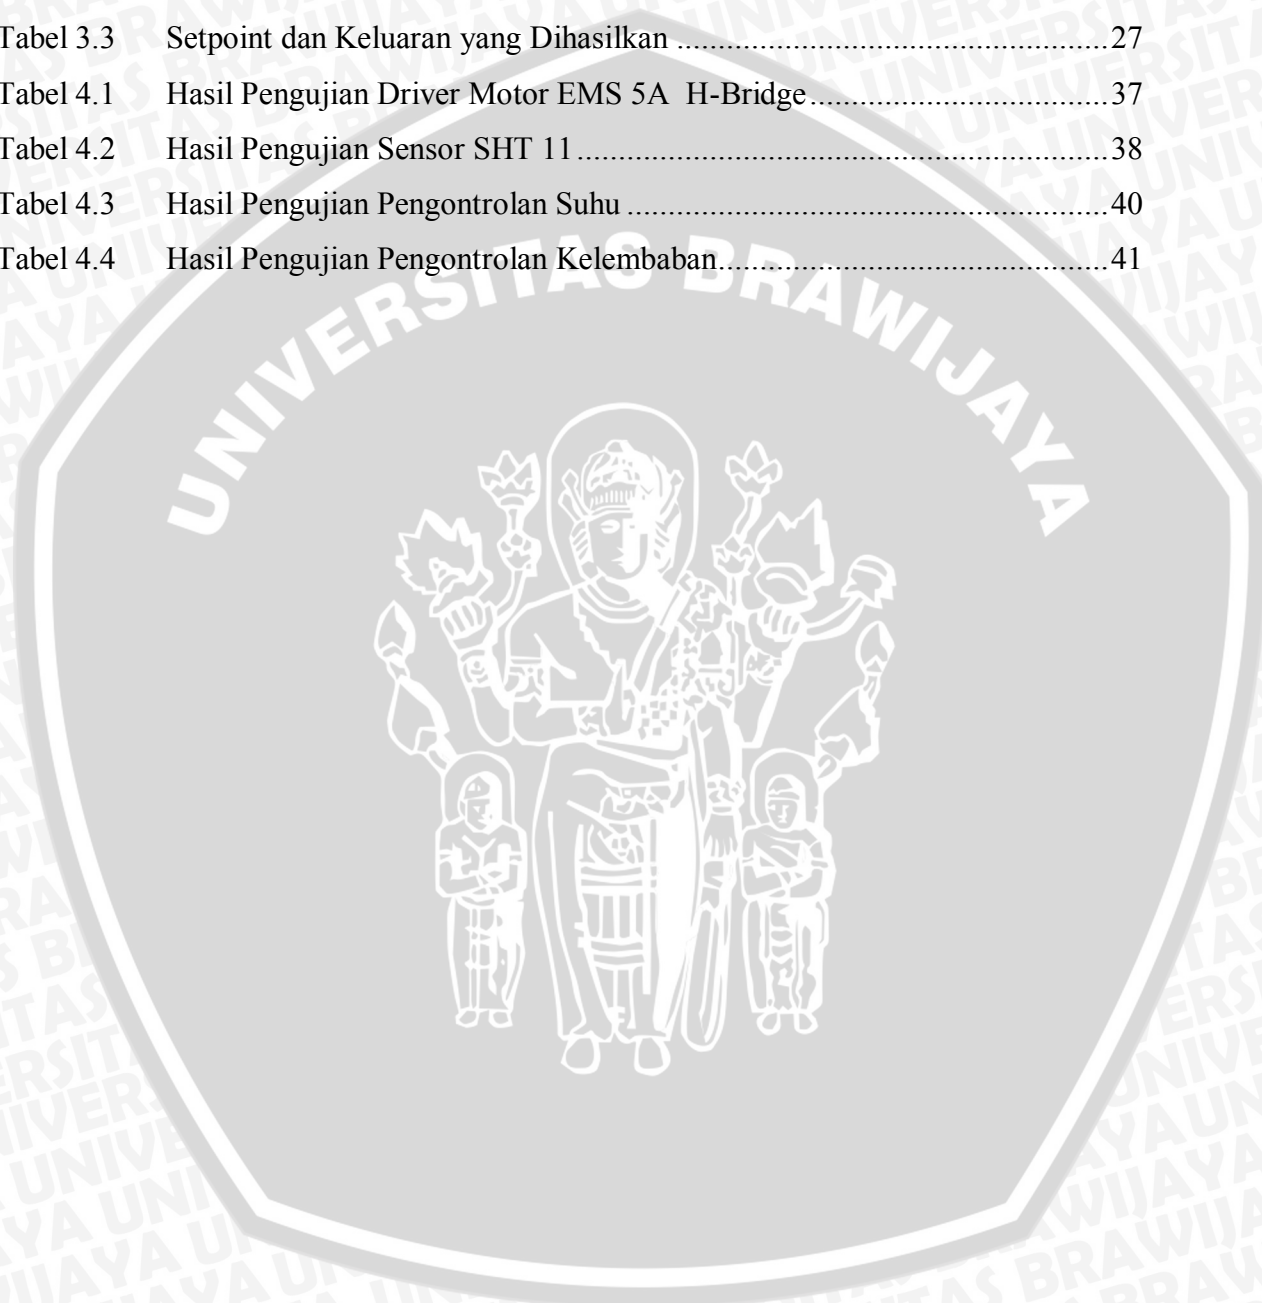 Tabel 3.3 Setpoint dan Keluaran yang Dihasilkan ........................................................27
Tabel 4.1 Hasil Pengujian Driver Motor EMS 5A  H-Bridge.......................................37
Tabel 4.2 Hasil Pengujian Sensor SHT 11.....................................................................38
Tabel 4.3 Hasil Pengujian Pengontrolan Suhu ..............................................................40
Tabel 4.4 Hasil Pengujian Pengontrolan Kelembaban..................................................41
UNIVERSITAS BRAWIJAYA